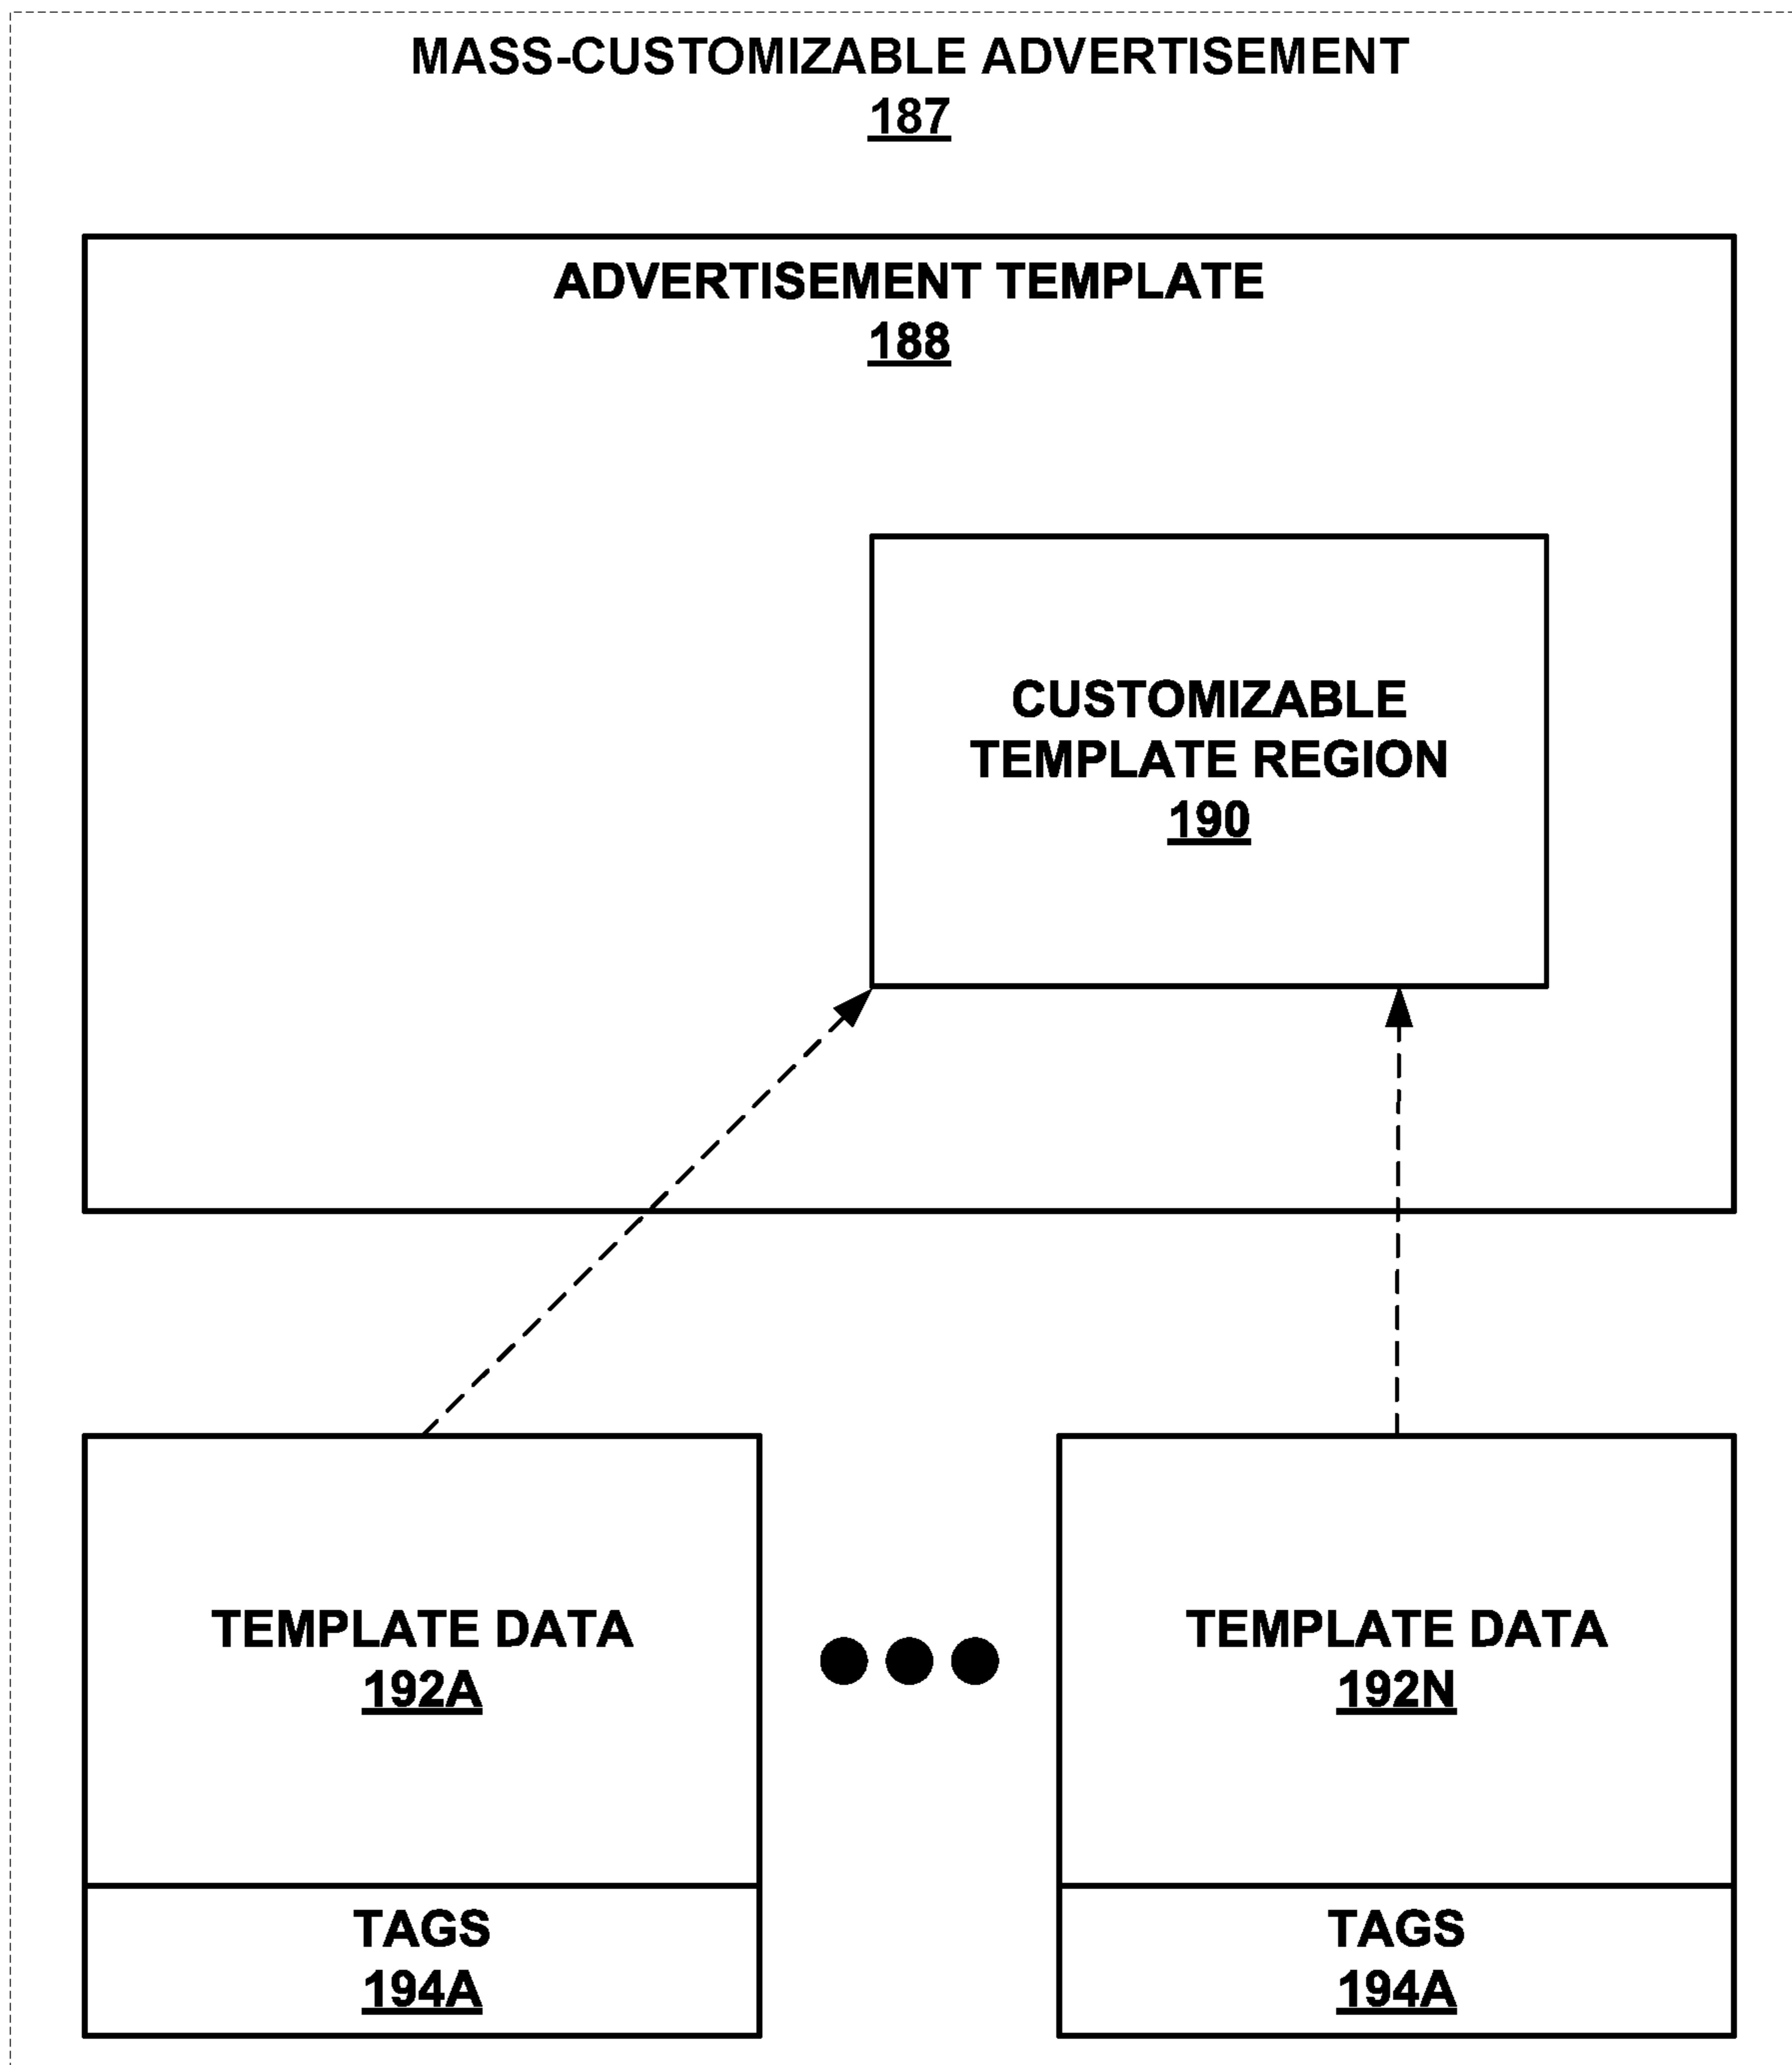 MASS-CUSTOMIZABLE ADVERTISEMENT
187
ADVERTISEMENT TEMPLATE
188
CUSTOMIZABLE
TEMPLATE REGION
190
TEMPLATE DATA
192A
TEMPLATE DATA
192N
TAGS
194A
TAGS
194A